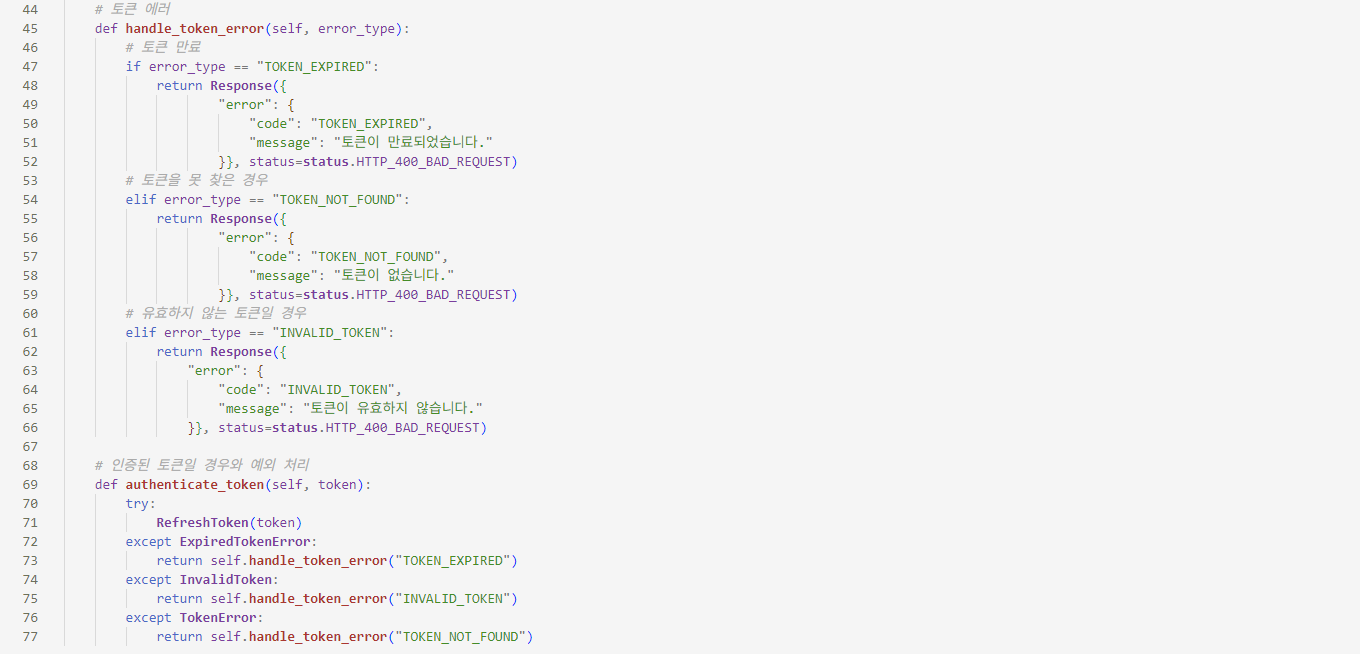 44 # 토큰 에러
45 def handle_token_error(self, error_type):
46 # 토큰 만료
47 if error_type == "TOKEN_EXPIRED":
48 return Response({
49 "error": {
50 "code": "TOKEN_EXPIRED",
51 "message": "토큰이 만료되었습니다."
52 }}, status=status.HTTP_400_BAD_REQUEST)
53 # 토큰을 못 찾은 경우
54 elif error_type == "TOKEN_NOT_FOUND":
55 return Response({
56 "error": {
57 "code": "TOKEN_NOT_FOUND",
58 "message": "토큰이 없습니다."
59 }}, status=status.HTTP_400_BAD_REQUEST)
60 # 유효하지 않는 토큰일 경우
61 elif error_type == "INVALID_TOKEN":
62 return Response({
63 "error": {
64 "code": "INVALID_TOKEN",
65 "message": "토큰이 유효하지 않습니다."
66 }}, status=status.HTTP_400_BAD_REQUEST)
67
68 # 인증된 토큰일 경우와 예외 처리
69 def authenticate_token(self, token):
70 try:
71 RefreshToken(token)
72 except ExpiredTokenError:
73 return self.handle_token_error("TOKEN_EXPIRED")
74 except InvalidToken:
75 return self.handle_token_error("INVALID_TOKEN")
76 except TokenError:
77 return self.handle_token_error("TOKEN_NOT_FOUND")